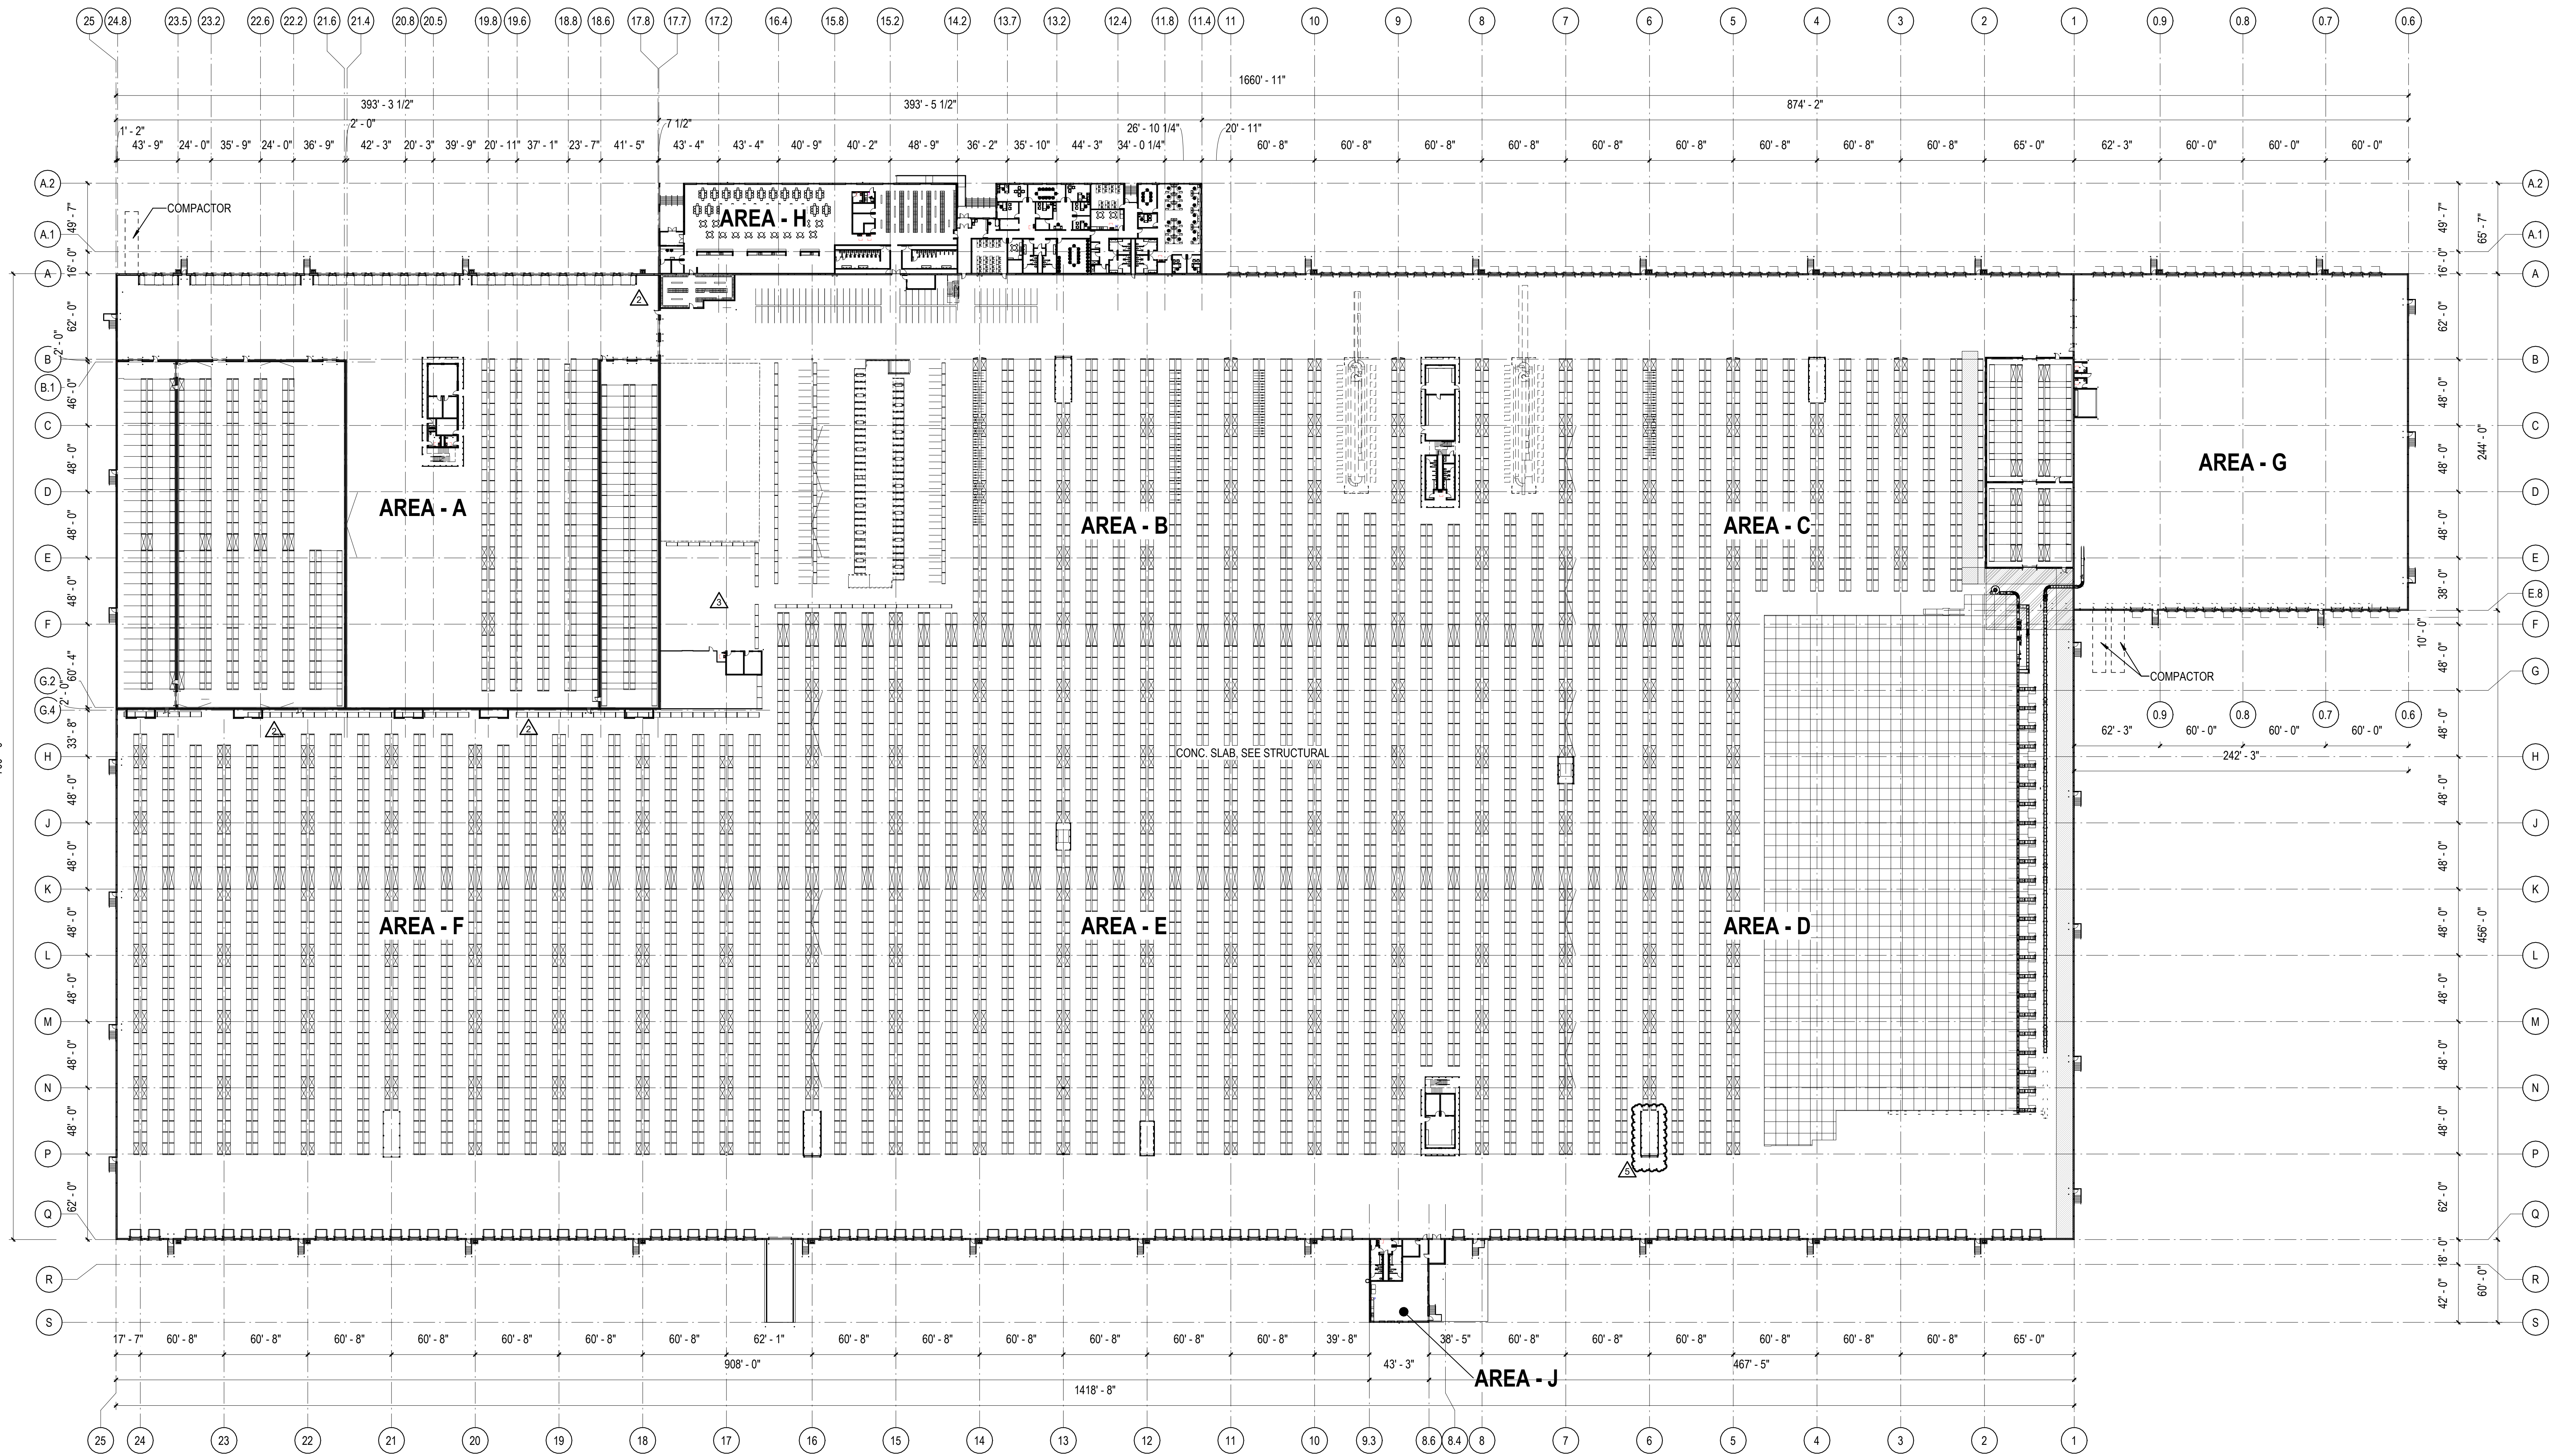 25 24.8 23.5 23.2 22.6 22.2 21.6 21.4 20.8 20.5 19.8 19.6 18.8 18.6 17.8 17.7 17.2 16.4 15.8 15.2 14.2 13.7 13.2 12.4 11.8 11.4 11 10 9 8 7 6 5 4 3 2 1 0.9 0.8 0.7 0.6
1660' - 11"
393' - 3 1/2" 393' - 5 1/2" 874' - 2"
1' - 2" 2' - 0" 7 1/2" 26' - 10 1/4" 20' - 11"
43' - 9" 24' - 0" 35' - 9" 24' - 0" 36' - 9" 42' - 3" 20' - 3" 39' - 9" 20' - 11" 37' - 1" 23' - 7" 41' - 5" 43' - 4" 43' - 4" 40' - 9" 40' - 2" 48' - 9" 36' - 2" 35' - 10" 44' - 3" 34' - 0 1/4" 60' - 8" 60' - 8" 60' - 8" 60' - 8" 60' - 8" 60' - 8" 60' - 8" 60' - 8" 60' - 8" 65' - 0" 62' - 3" 60' - 0" 60' - 0" 60' - 0"
A.2 A.2
COMPACTOR
49' - 7" AREA - H 49' - 7" 65' - 7"
A.1 A.1
16' - 0" 16' - 0"
A A
2
62' - 0" 62' - 0"
2' - 0"
B B
B.1
46' - 0" 48' - 0"
C C
48' - 0" 48' - 0" 244' - 0"
AREA - G
D D
AREA - A AREA - B AREA - C
48' - 0" 48' - 0"
E E
48' - 0" 38' - 0"
E.8
3
F F
10' - 0"
60' - 4" 48' - 0"
G.2 G
COMPACTOR
2' - 0"
G.4 0.9 0.8 0.7 0.6
2 2
33' - 8" 48' - 0"
62' - 3" 60' - 0" 60' - 0" 60' - 0"
H CONC. SLAB, SEE STRUCTURAL 242' - 3" H
48' - 0" 48' - 0"
J J
48' - 0" 48' - 0"
K K
48' - 0" 48' - 0" 456' - 0"
AREA - F AREA - E AREA - D
L L
48' - 0" 48' - 0"
M M
48' - 0" 48' - 0"
N N
48' - 0" 48' - 0"
P P
5
62' - 0" 62' - 0"
Q Q
18' - 0"
R R
42' - 0" 60' - 0"
S S
17' - 7" 60' - 8" 60' - 8" 60' - 8" 60' - 8" 60' - 8" 60' - 8" 60' - 8" 62' - 1" 60' - 8" 60' - 8" 60' - 8" 60' - 8" 60' - 8" 60' - 8" 39' - 8" 38' - 5" 60' - 8" 60' - 8" 60' - 8" 60' - 8" 60' - 8" 60' - 8" 65' - 0"
908' - 0" 43' - 3" 467' - 5"
AREA - J
1418' - 8"
25 24 23 22 21 20 19 18 17 16 15 14 13 12 11 10 9.3 8.6 8.4 8 7 6 5 4 3 2 1